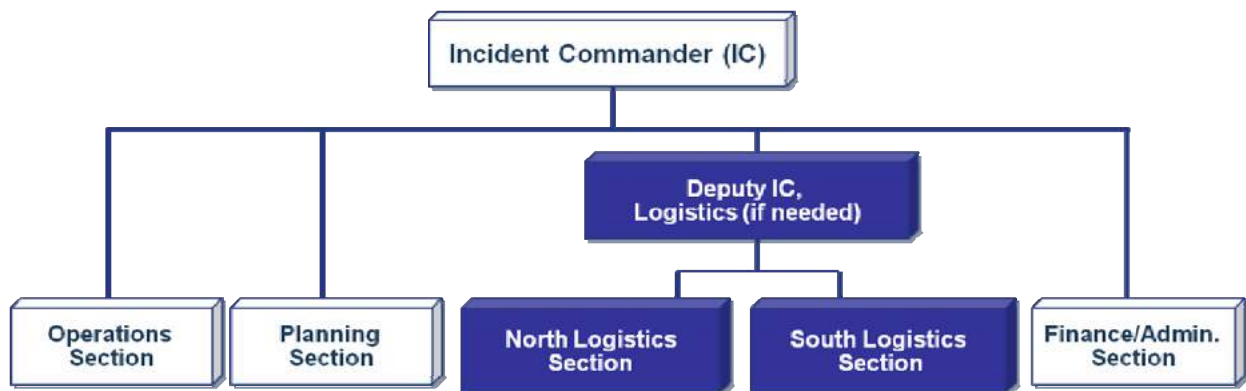 Incident Commander (IC)
Deputy IC,
Logistics (if needed)
Operations
Section
Planning
Section
North Logistics
Section
South Logistics
Section
Finance/Admin.
Section